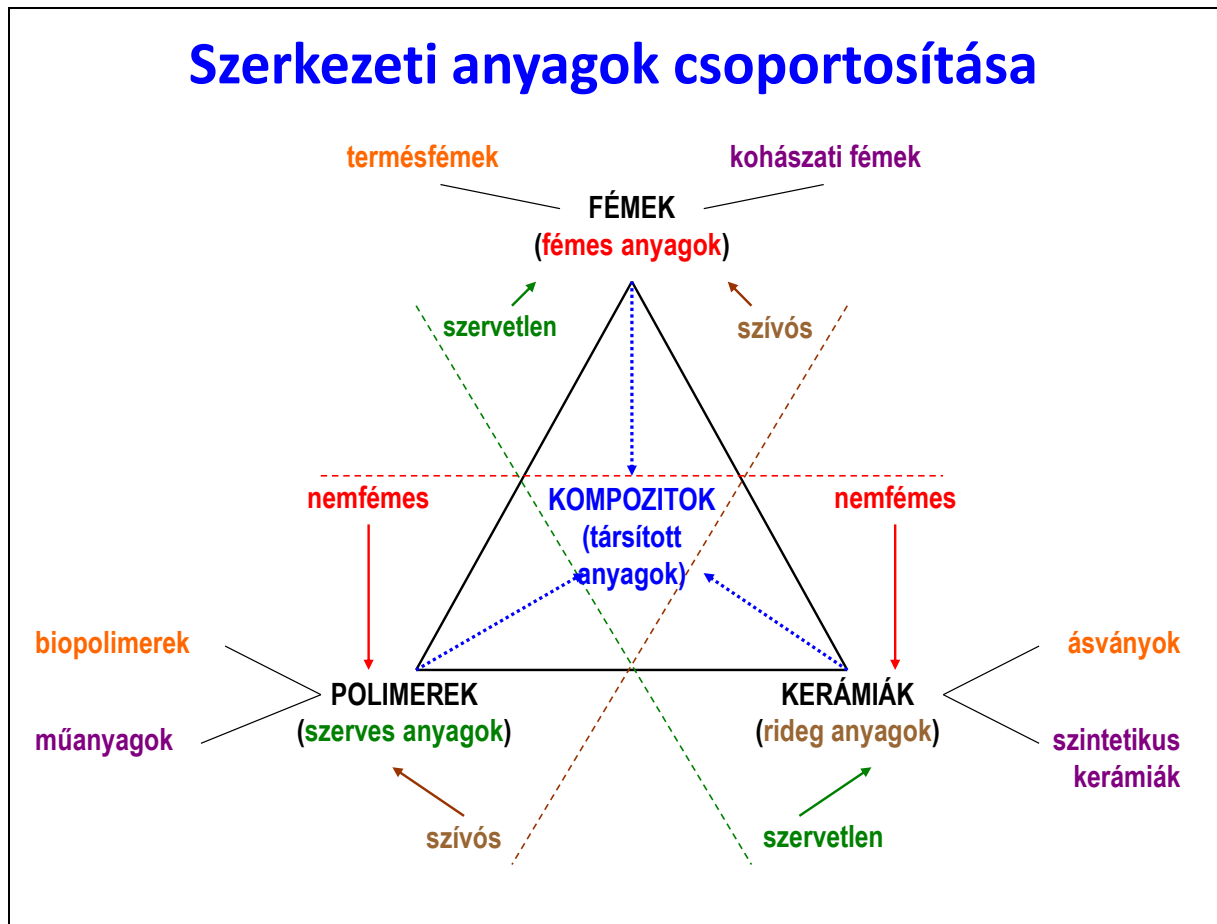 Szerkezeti anyagok csoportosítása
termésfémek
kohászati fémek
FÉMEK
(fémes anyagok)
szervetlen
szívós
nemfémes
KOMPOZITOK
(társított
anyagok)
nemfémes
biopolimerek
műanyagok
POLIMEREK
(szerves anyagok)
KERÁMIÁK
(rideg anyagok)
ásványok
szintetikus
kerámiák
szívós
szervetlen